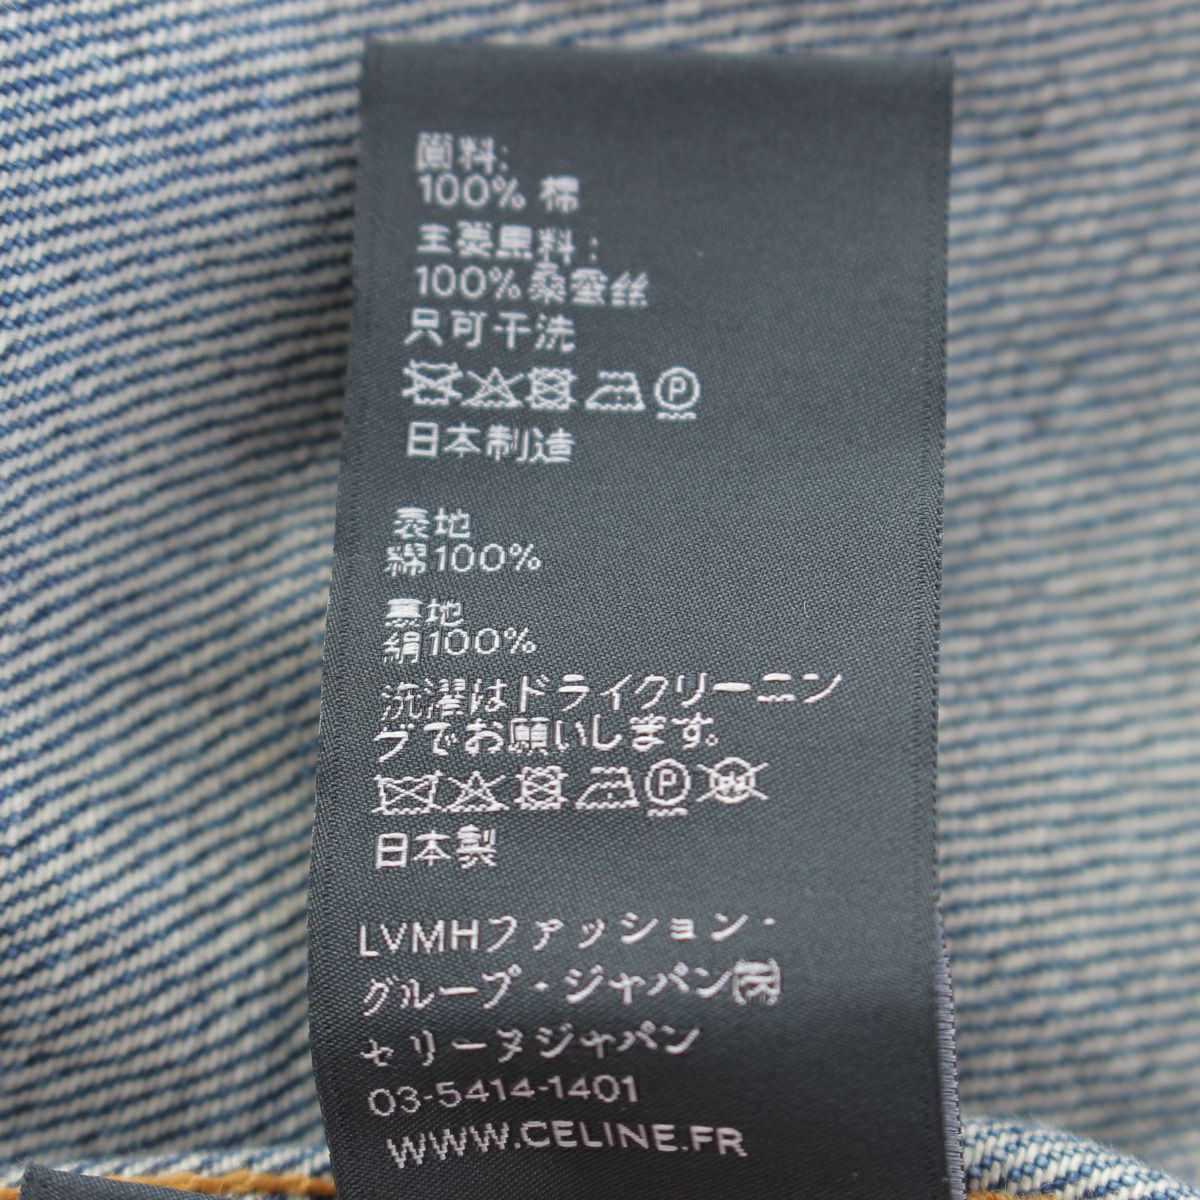 面料:
100% 棉
主要黑料:
100%桑蚕丝
只可干洗
P
日本制造
表地
綿100%
裏地
絹100%
洗濯はドライクリーニン
グでお願いします。
P
日本製
LVMHファッション・
グループ・ジャパン㈱
セリーヌジャパン
03-5414-1401
WWW.CELINE.FR